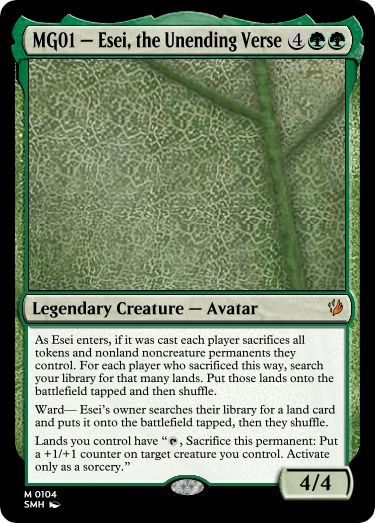 MG01 — Esei, the Unending Verse 4
Legendary Creature — Avatar
As Esei enters, if it was cast each player sacrifices all
tokens and nonland noncreature permanents they
control. For each player who sacrificed this way, search
your library for that many lands. Put those lands onto the
battlefield tapped and then shuffle.
Ward— Esei's owner searches their library for a land card
and puts it onto the battlefield tapped, then they shuffle.
Lands you control have “, Sacrifice this permanent: Put
a +1/+1 counter on target creature you control. Activate
only as a sorcery.”
4/4
M 0104
SMH